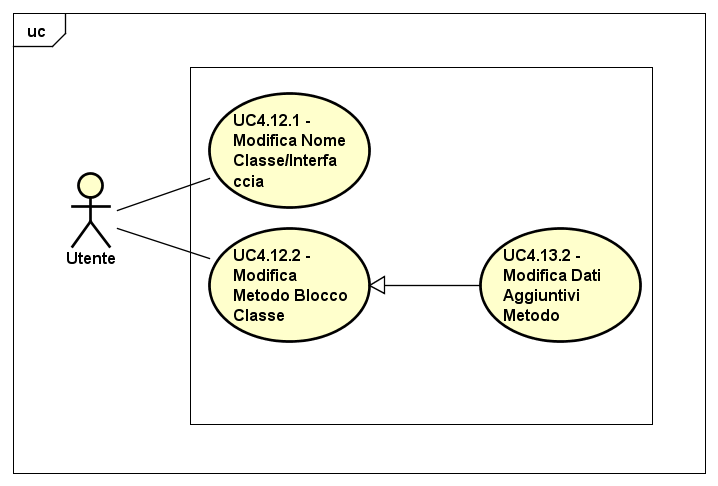 uc
UC4.12.1 -
Modifica Nome
Classe/Interfa
ccia
Utente
UC4.12.2 -
Modifica
Metodo Blocco
Classe
UC4.13.2 -
Modifica Dati
Aggiuntivi
Metodo